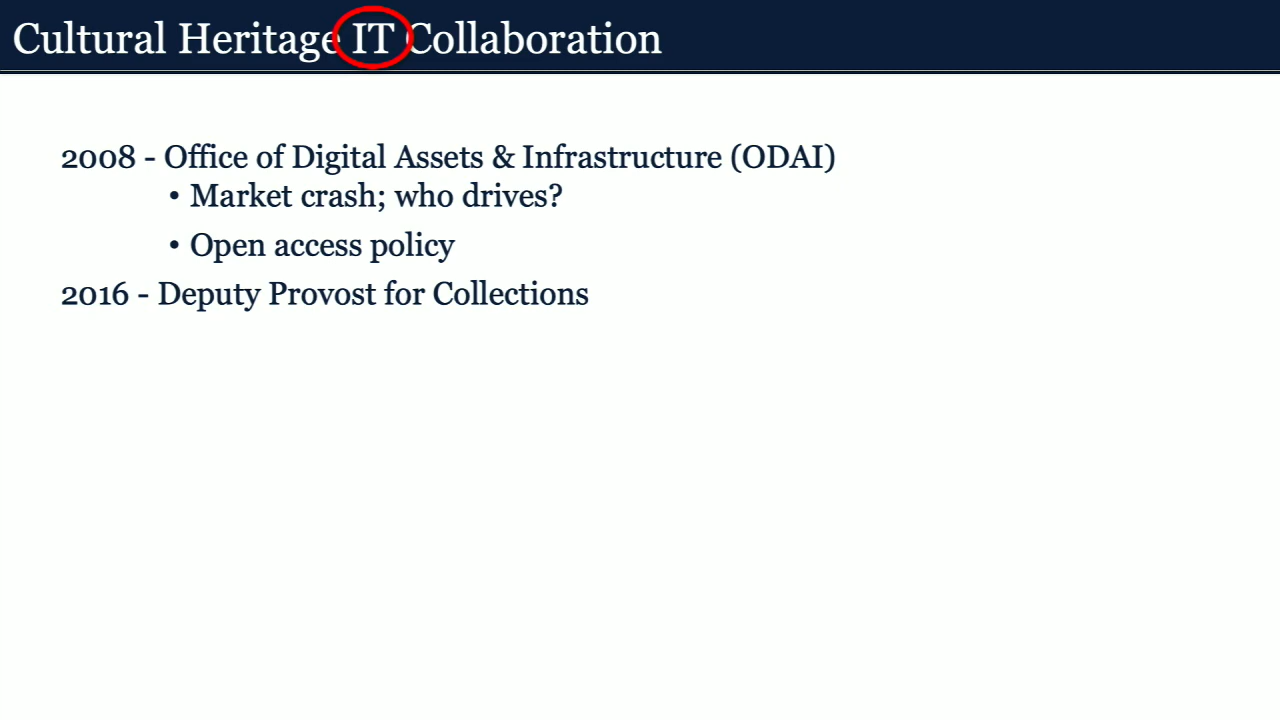 Cultural Heritage IT Collaboration
2008 - Office of Digital Assets & Infrastructure (ODAI)
• Market crash; who drives?
• Open access policy
2016 - Deputy Provost for Collections